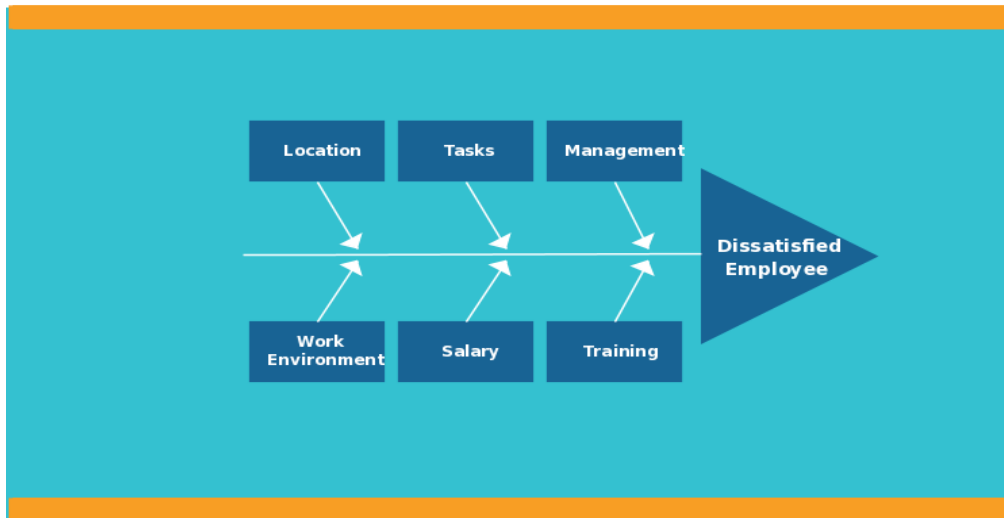 Location
Tasks
Management
Dissatisfied
Employee
Work
Environment
Salary
Training